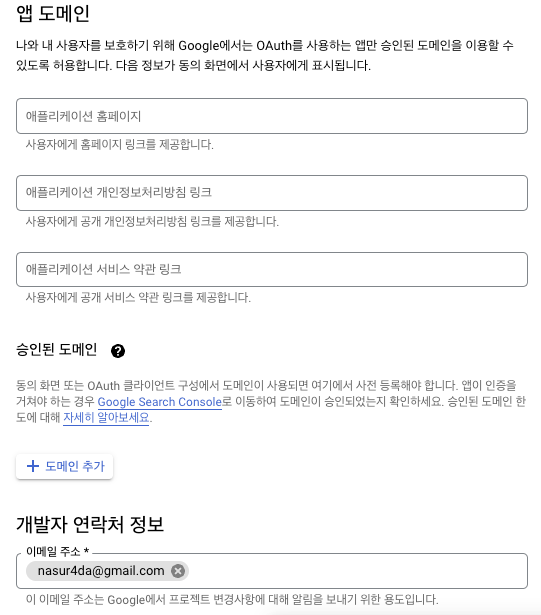 앱 도메인
나와 내 사용자를 보호하기 위해 Google에서는 OAuth를 사용하는 앱만 승인된 도메인을 이용할 수
있도록 허용합니다. 다음 정보가 동의 화면에서 사용자에게 표시됩니다.
애플리케이션 홈페이지
사용자에게 홈페이지 링크를 제공합니다.
애플리케이션 개인정보처리방침 링크
사용자에게 공개 개인정보처리방침 링크를 제공합니다.
애플리케이션 서비스 약관 링크
사용자에게 공개 서비스 약관 링크를 제공합니다.
승인된 도메인 ?
동의 화면 또는 OAuth 클라이언트 구성에서 도메인이 사용되면 여기에서 사전 등록해야 합니다. 앱이 인증을
거쳐야 하는 경우 Google Search Console로 이동하여 도메인이 승인되었는지 확인하세요. 승인된 도메인 한
도에 대해 자세히 알아보세요.
+ 도메인 추가
개발자 연락처 정보
이메일 주소 *
nasur4da@gmail.com
이 이메일 주소는 Google에서 프로젝트 변경사항에 대해 알림을 보내기 위한 용도입니다.